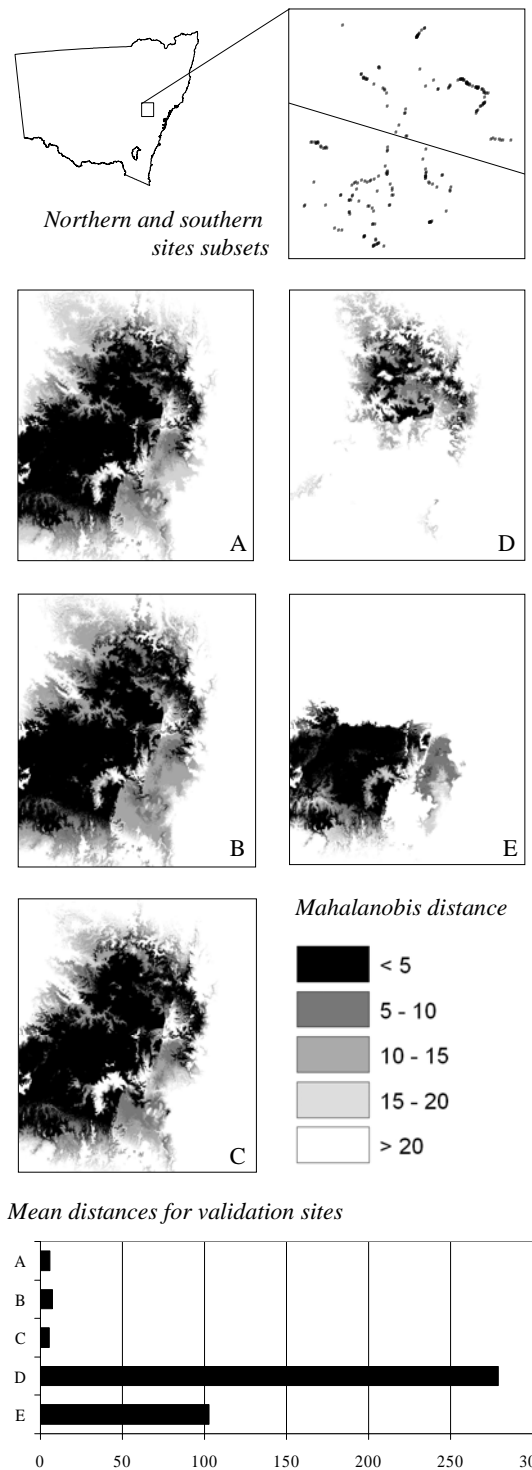 Northern and southern
sites subsets
A
D
B
E
C
Mahalanobis distance
< 5
5 - 10
10 - 15
15 - 20
> 20
Mean distances for validation sites
A
B
C
D
E
0 50 100 150 200 250 30